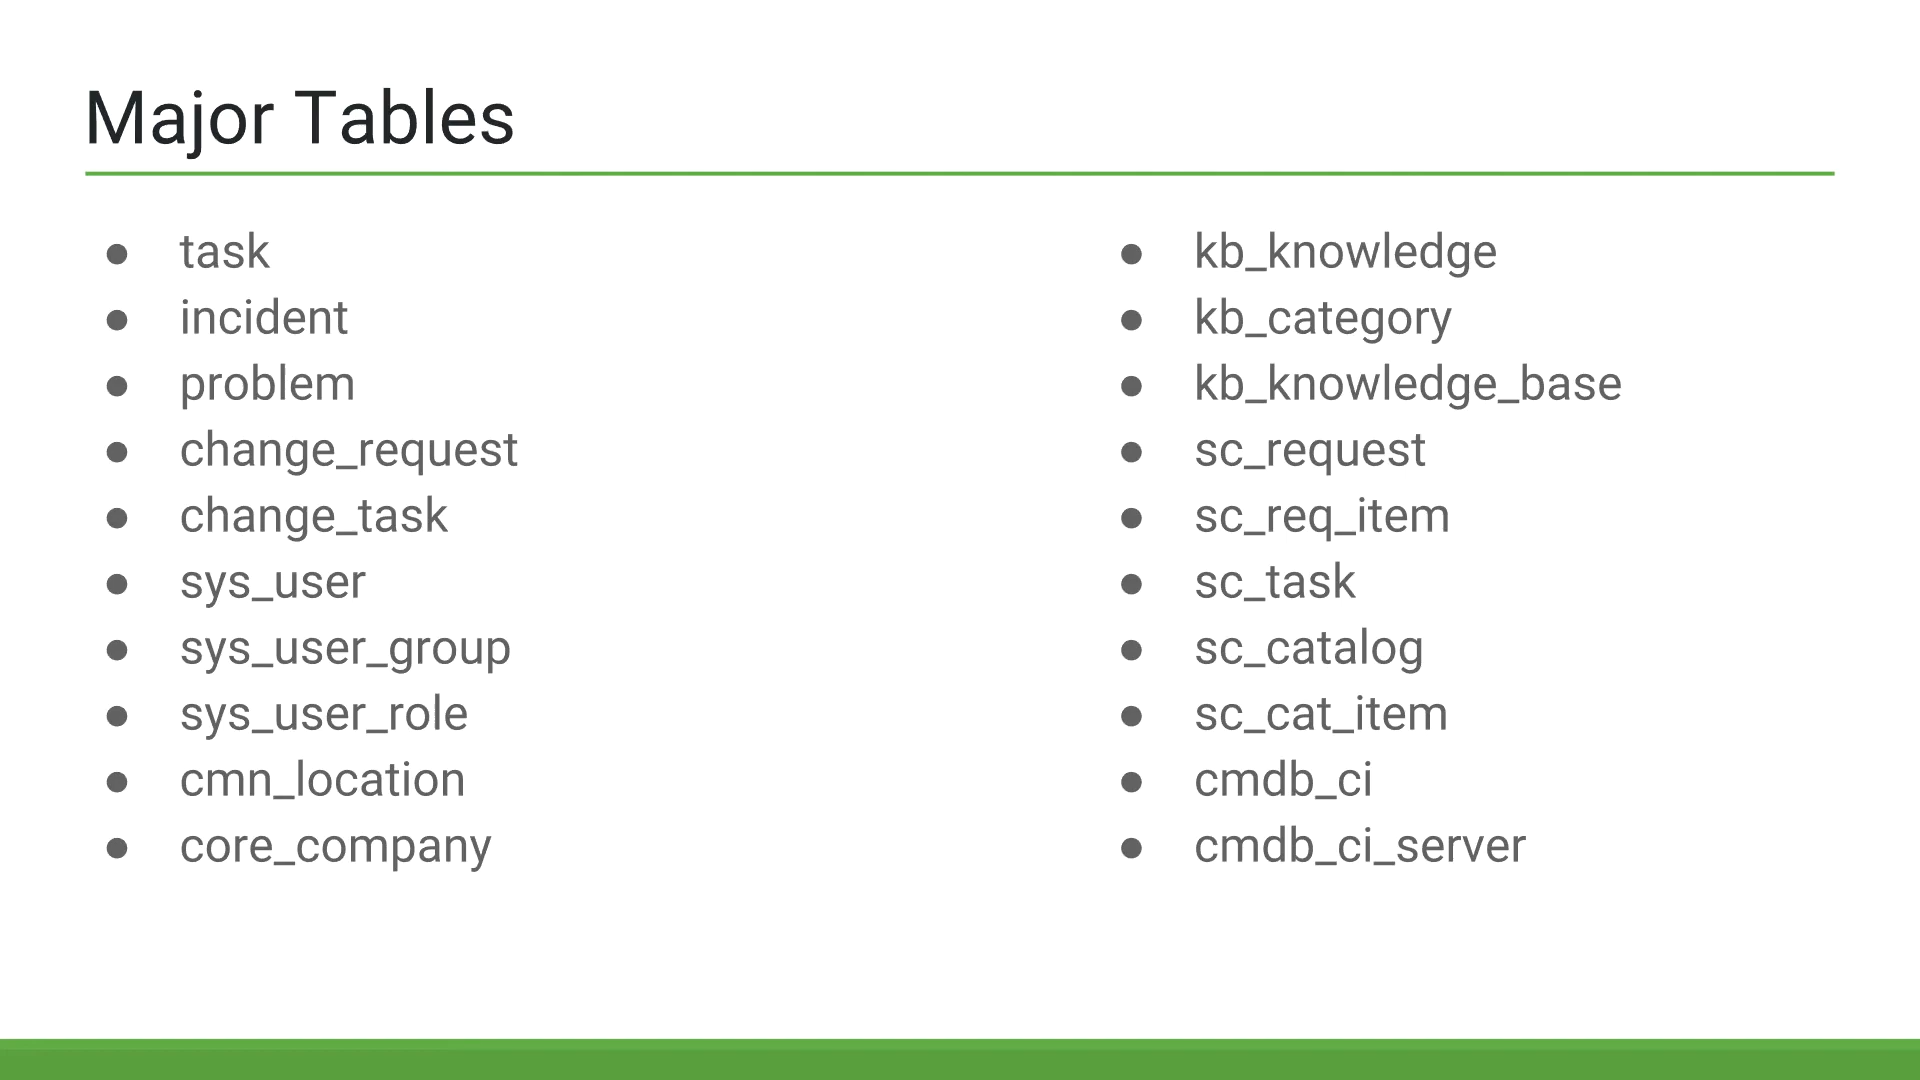 Major Tables
● task
● incident
● problem
● change_request
● change_task
● sys_user
● sys_user_group
● sys_user_role
● cmn_location
● core_company
● kb_knowledge
● kb_category
● kb_knowledge_base
● sc_request
● sc_req_item
● sc_task
● sc_catalog
● sc_cat_item
● cmdb_ci
● cmdb_ci_server